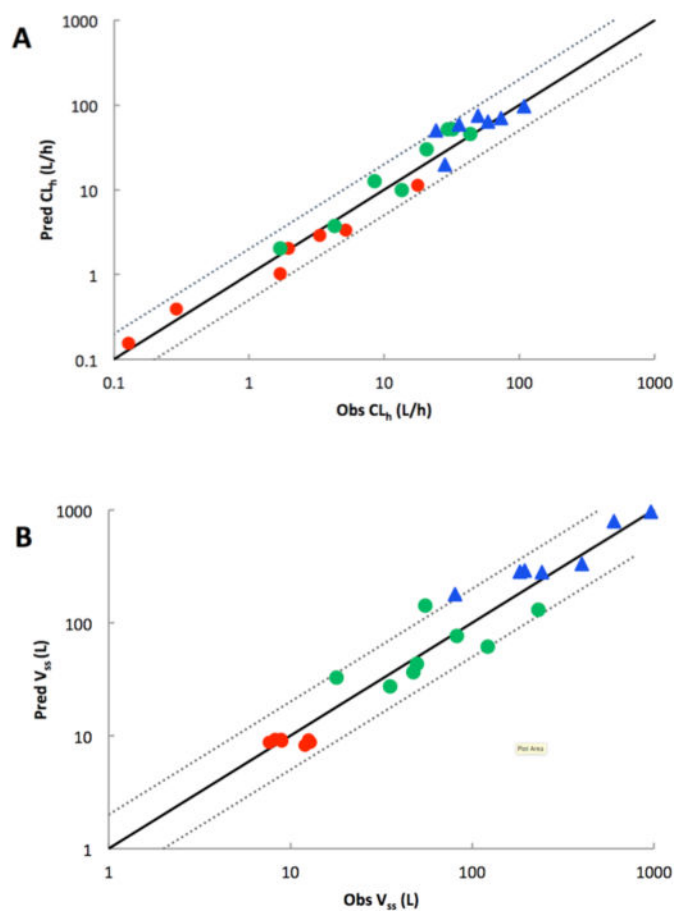 A
1000
100
10
1
0.1
Pred CLh (L/h)
0.1 1 10 100 1000
Obs CLh (L/h)
B
1000
100
10
1
Pred Vss (L)
Plot Area
1 10 100 1000
Obs Vss (L)